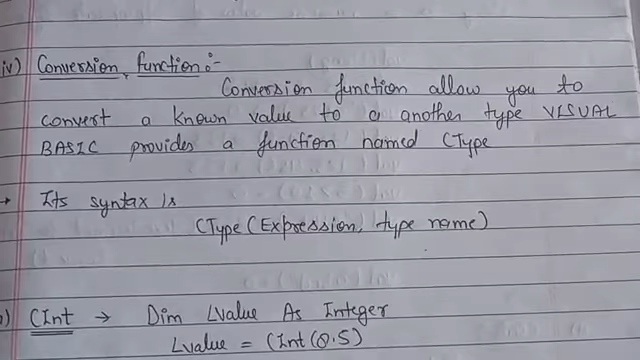 iv) Conversion function :-
Conversion function allow you to
convert a known value to a another type VISUAL
BASIC provides a function named CType
→ Its syntax is
CType (Expression, type name)
) CInt → Dim Lvalue As Integer
Lvalue = CInt (8.5)